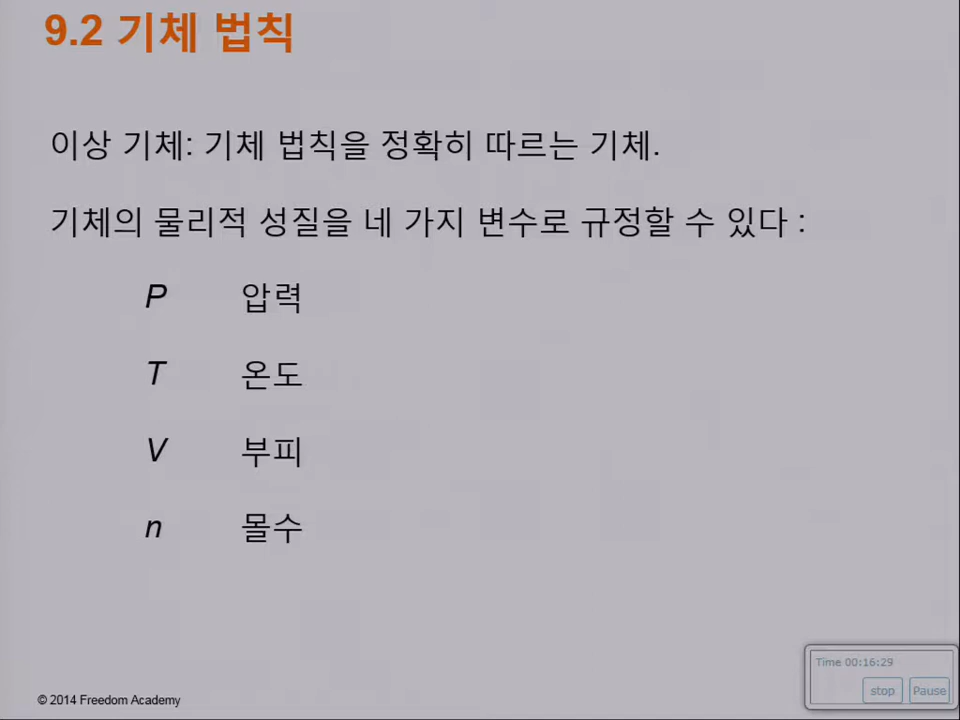 9.2 기체 법칙
이상 기체: 기체 법칙을 정확히 따르는 기체.
기체의 물리적 성질을 네 가지 변수로 규정할 수 있다 :
P 압력
T 온도
V 부피
n 몰수
Time 00:16:29
stop Pause
© 2014 Freedom Academy